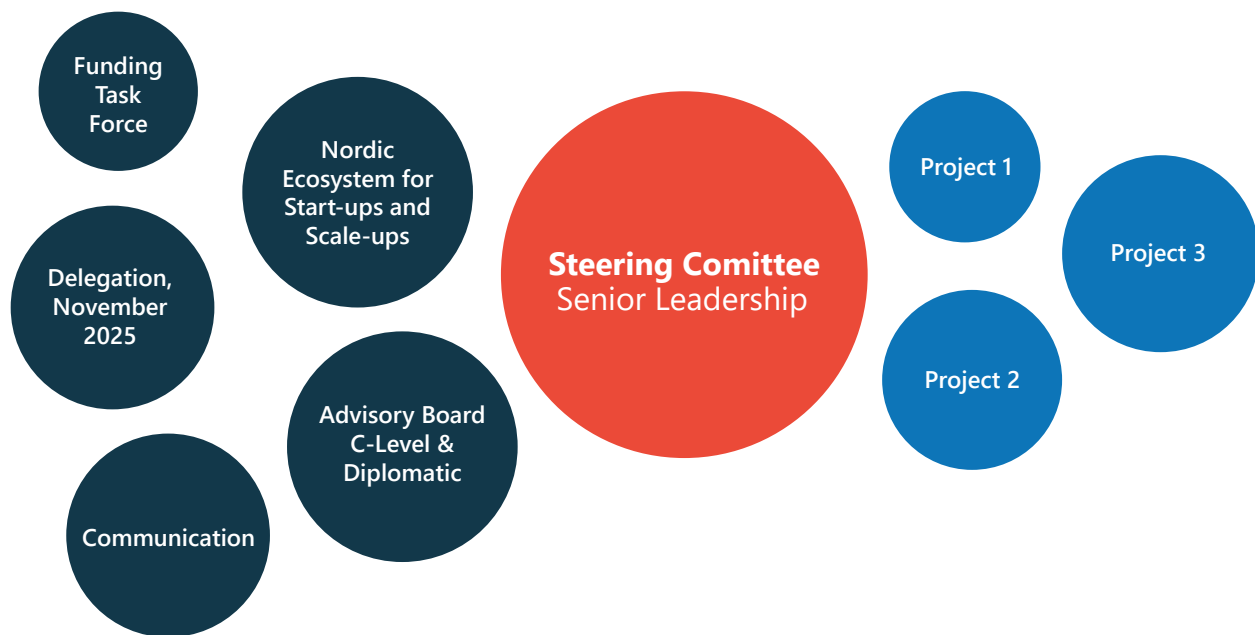 Funding
Task
Force
Nordic
Ecosystem for
Start-ups and
Scale-ups
Delegation,
November
2025
Advisory Board
C-Level &
Diplomatic
Communication
Steering Comittee
Senior Leadership
Project 1
Project 3
Project 2